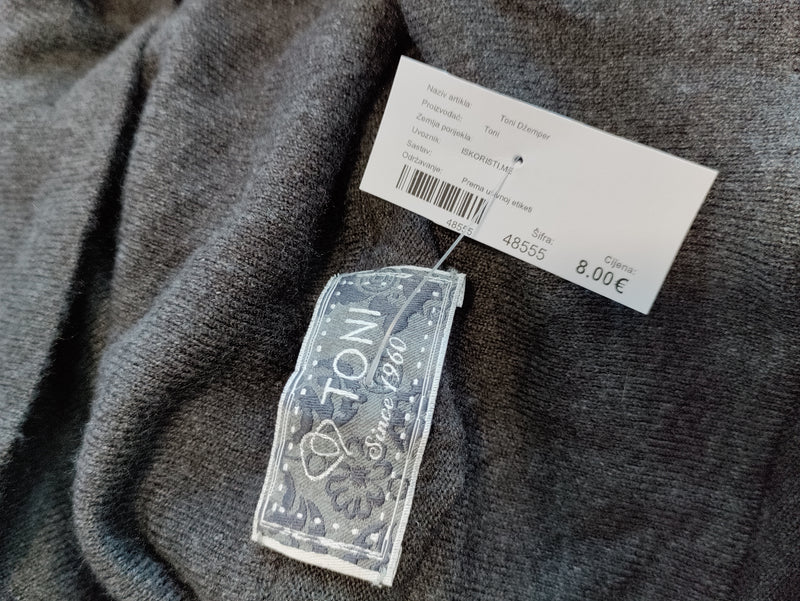 Naziv artikla: Toni Džemper
Proizvođač: Toni
Zemlja porijekla:
Uvoznik: ISKORISTI.ME
Sastav:
Održavanje: Prema ušivnoj etiketi
48555
Šifra:
48555
Cijena:
8.00€
TONI
Since 1960